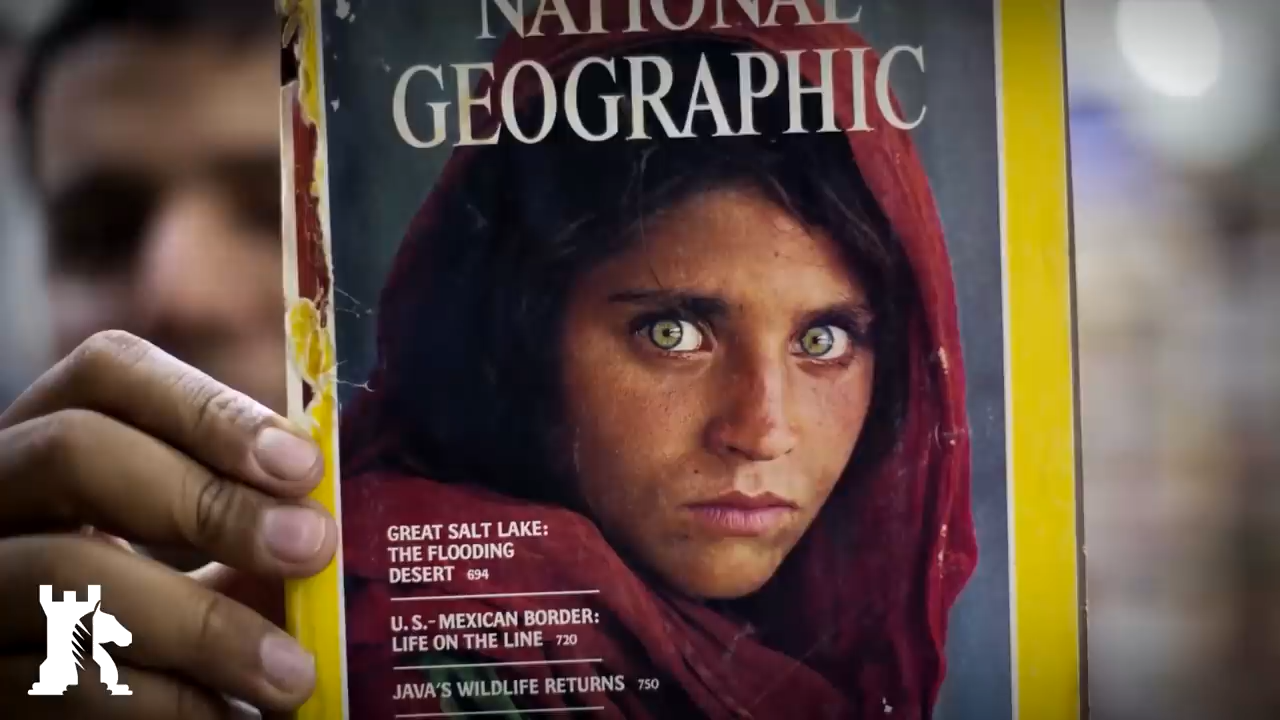 NATIONAL
GEOGRAPHIC
GREAT SALT LAKE:
THE FLOODING
DESERT 694
U.S.-MEXICAN BORDER:
LIFE ON THE LINE 720
JAVA'S WILDLIFE RETURNS 750